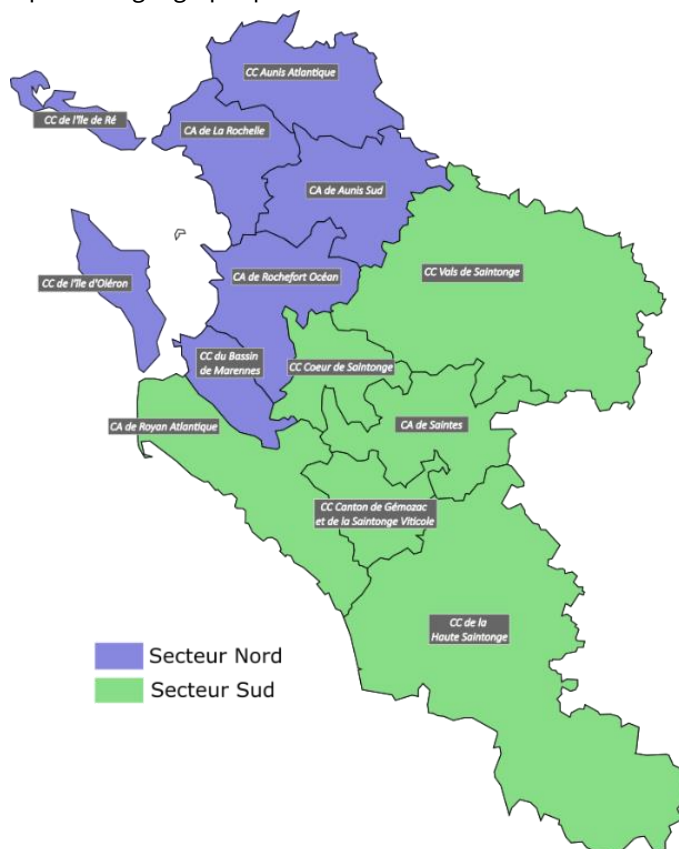 CC Aunis Atlantique
CC de l'île de Ré
CA de La Rochelle
CA de Aunis Sud
CC de l'île d'Oléron
CA de Rochefort Océan
CC Vals de Saintonge
CC du Bassin
de Marennes
CC Coeur de Saintonge
CA de Royan Atlantique
CA de Saintes
CC Canton de Gémozac
et de la Saintonge Viticole
CC de la
Haute Saintonge
Secteur Nord
Secteur Sud